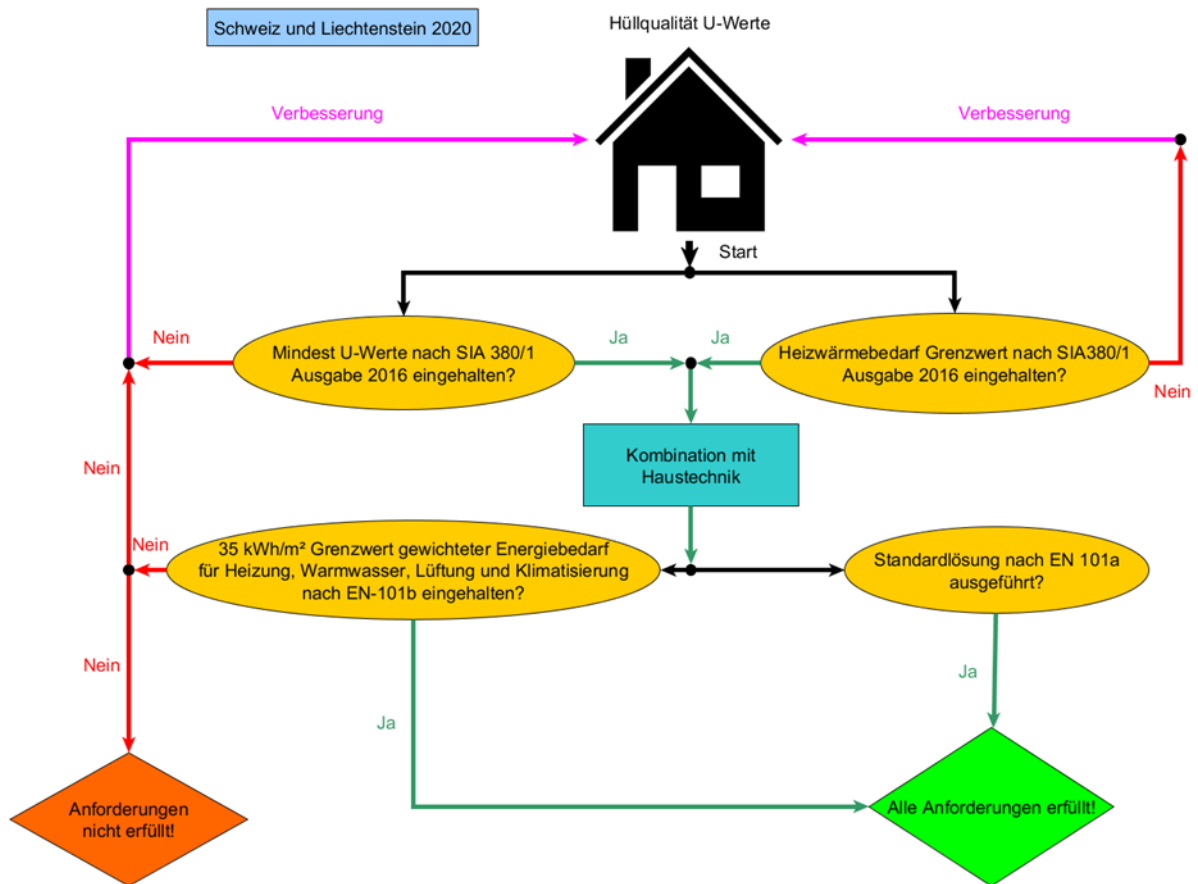 Schweiz und Liechtenstein 2020
Hüllqualität U-Werte
Verbesserung
Verbesserung
Start
Nein
Mindest U-Werte nach SIA 380/1
Ausgabe 2016 eingehalten?
Ja
Ja
Heizwärmebedarf Grenzwert nach SIA380/1
Ausgabe 2016 eingehalten?
Nein
Kombination mit
Haustechnik
Nein
Nein
35 kWh/m² Grenzwert gewichteter Energiebedarf
für Heizung, Warmwasser, Lüftung und Klimatisierung
nach EN-101b eingehalten?
Standardlösung nach EN 101a
ausgeführt?
Nein
Ja
Ja
Anforderungen
nicht erfüllt!
Alle Anforderungen erfüllt!